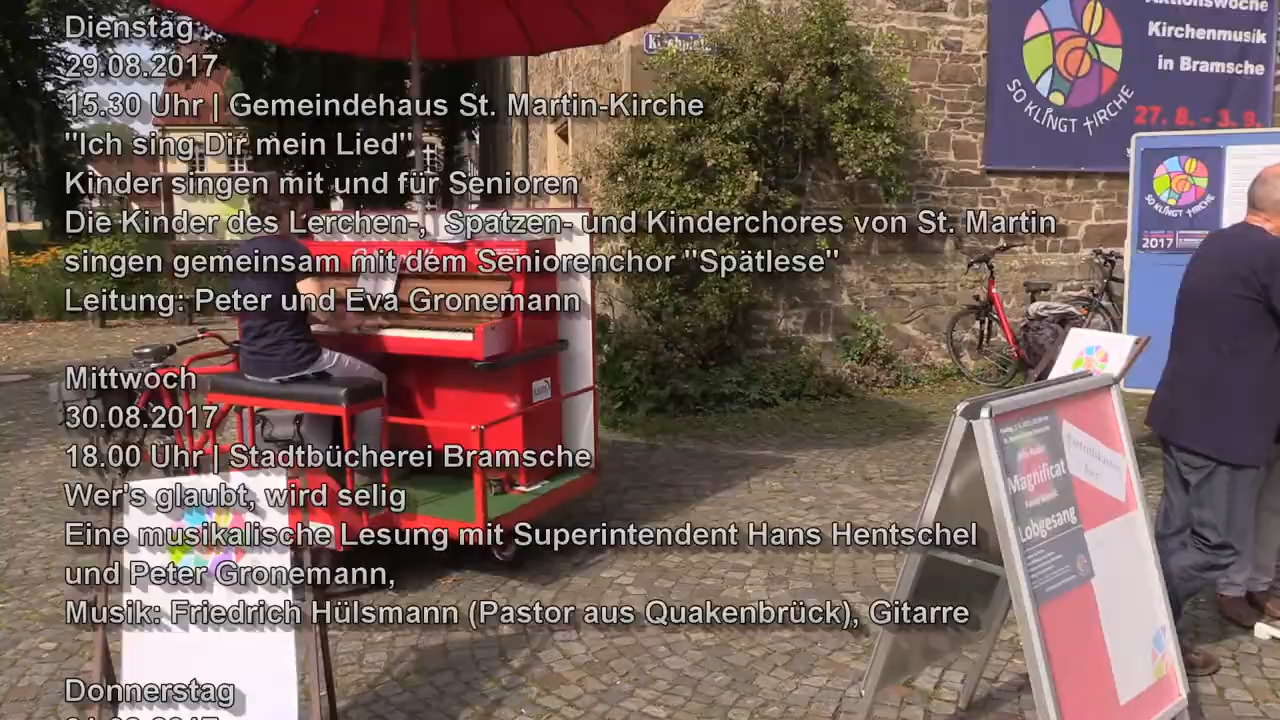 Dienstag
29.08.2017
15.30 Uhr | Gemeindehaus St. Martin-Kirche
"Ich sing Dir mein Lied"
Kinder singen mit und für Senioren
Die Kinder des Lerchen-, Spatzen- und Kinderchores von St. Martin
singen gemeinsam mit dem Seniorenchor "Spätlese"
Leitung: Peter und Eva Gronemann
Mittwoch
30.08.2017
18.00 Uhr | Stadtbücherei Bramsche
Wer's glaubt, wird selig
Eine musikalische Lesung mit Superintendent Hans Hentschel
und Peter Gronemann,
Musik: Friedrich Hülsmann (Pastor aus Quakenbrück), Gitarre
Donnerstag
Kirchplatz
Aktionswoche
Kirchenmusik
in Bramsche
SO KLINGT KIRCHE
27. 8. - 3. 9.
SO KLINGT KIRCHE
2017
Magnificat
Lobgesang